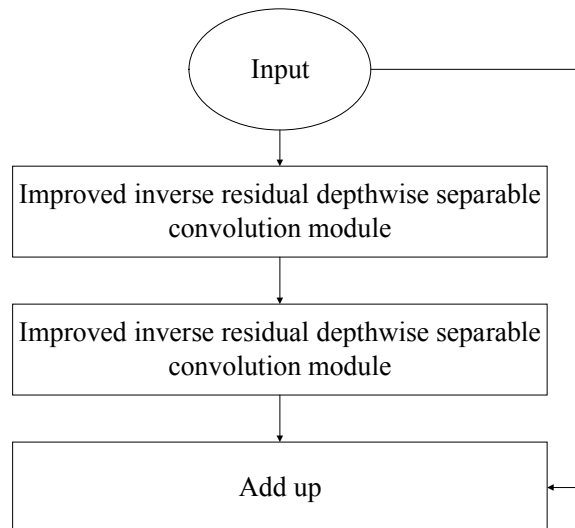 Input
Improved inverse residual depthwise separable
convolution module
Improved inverse residual depthwise separable
convolution module
Add up